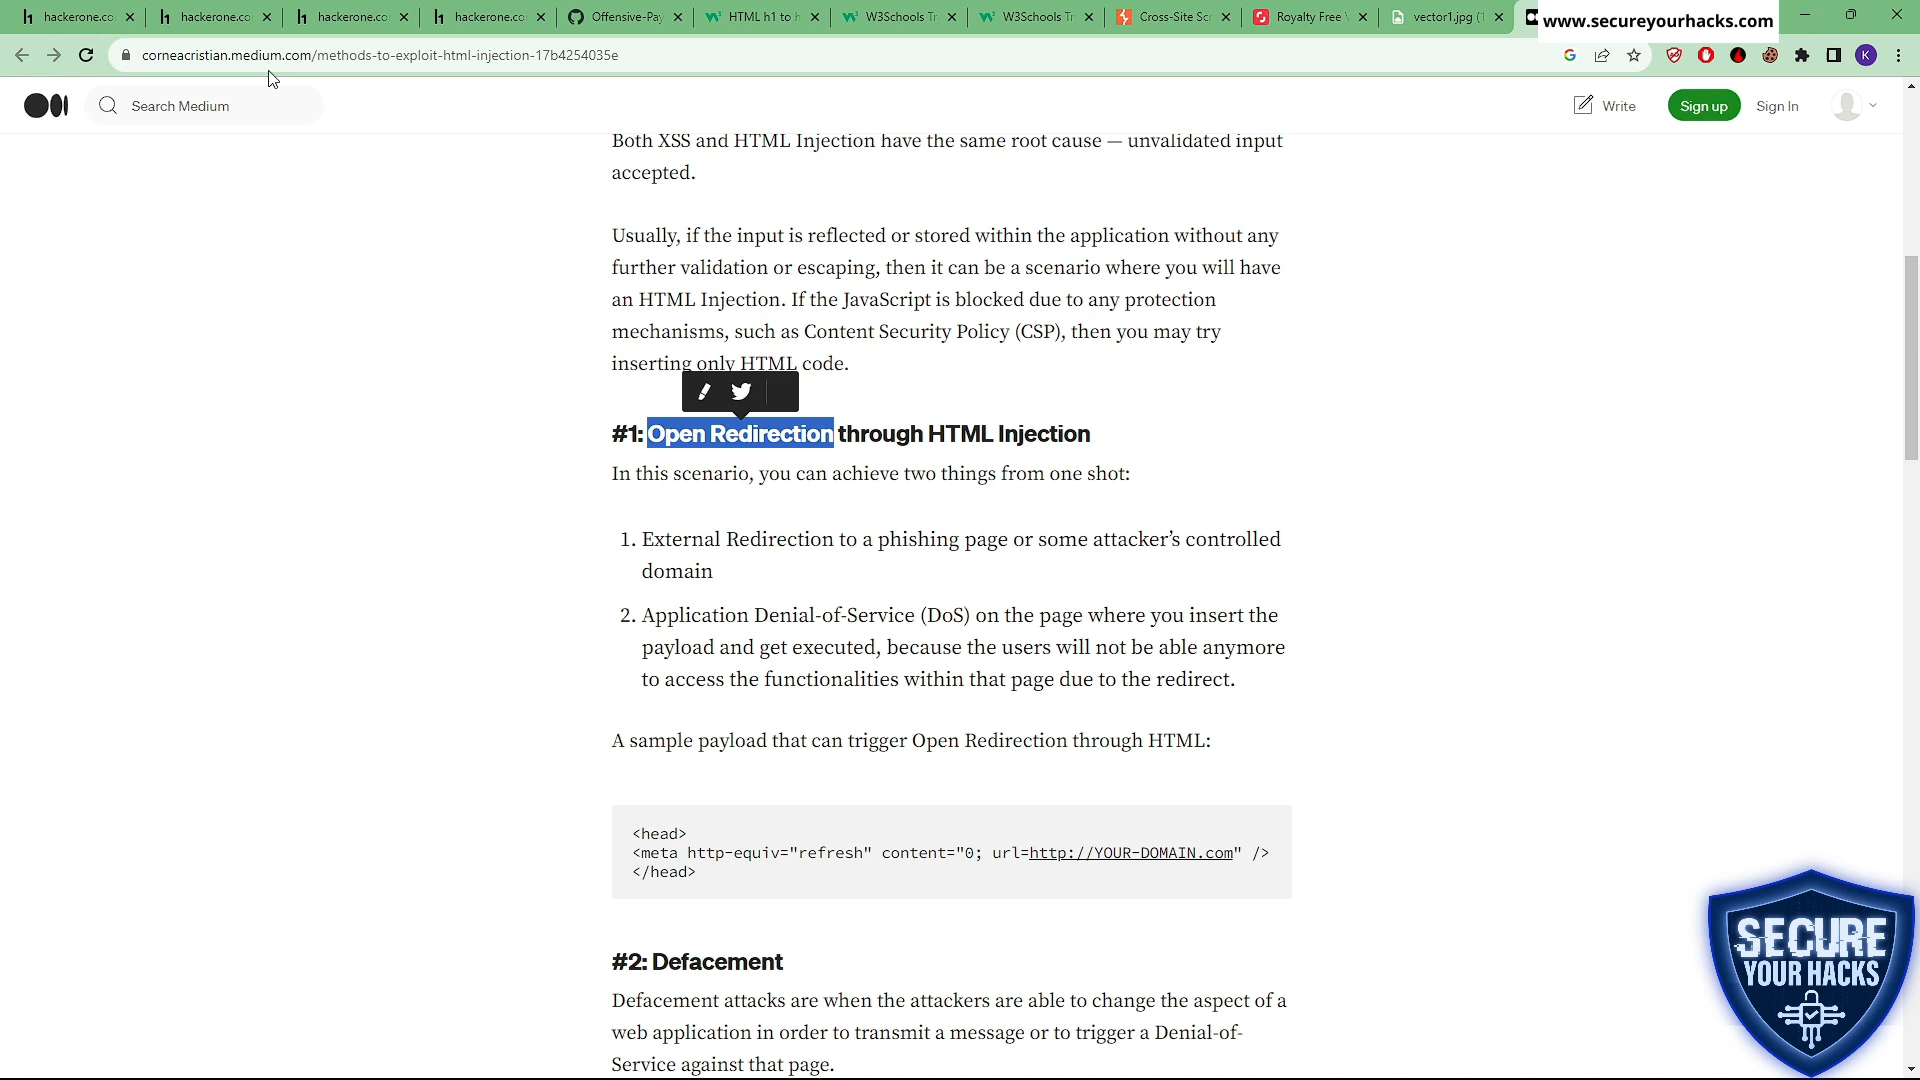 hackerone.co
hackerone.co
hackerone.co
hackerone.co
Offensive-Pay
HTML h1 to h
W3Schools Tr
W3Schools Tr
Cross-Site Sc
Royalty Free V
vector1.jpg (1
www.secureyourhacks.com
corneacristian.medium.com/methods-to-exploit-html-injection-17b4254035e
K
Search Medium
Write
Sign up
Sign In
Both XSS and HTML Injection have the same root cause — unvalidated input
accepted.
Usually, if the input is reflected or stored within the application without any
further validation or escaping, then it can be a scenario where you will have
an HTML Injection. If the JavaScript is blocked due to any protection
mechanisms, such as Content Security Policy (CSP), then you may try
inserting only HTML code.
#1: Open Redirection through HTML Injection
In this scenario, you can achieve two things from one shot:
1. External Redirection to a phishing page or some attacker’s controlled
domain
2. Application Denial-of-Service (DoS) on the page where you insert the
payload and get executed, because the users will not be able anymore
to access the functionalities within that page due to the redirect.
A sample payload that can trigger Open Redirection through HTML:
<head>
<meta http-equiv="refresh" content="0; url=http://YOUR-DOMAIN.com" />
</head>
#2: Defacement
Defacement attacks are when the attackers are able to change the aspect of a
web application in order to transmit a message or to trigger a Denial-of-
Service against that page.
SECURE
YOUR HACKS